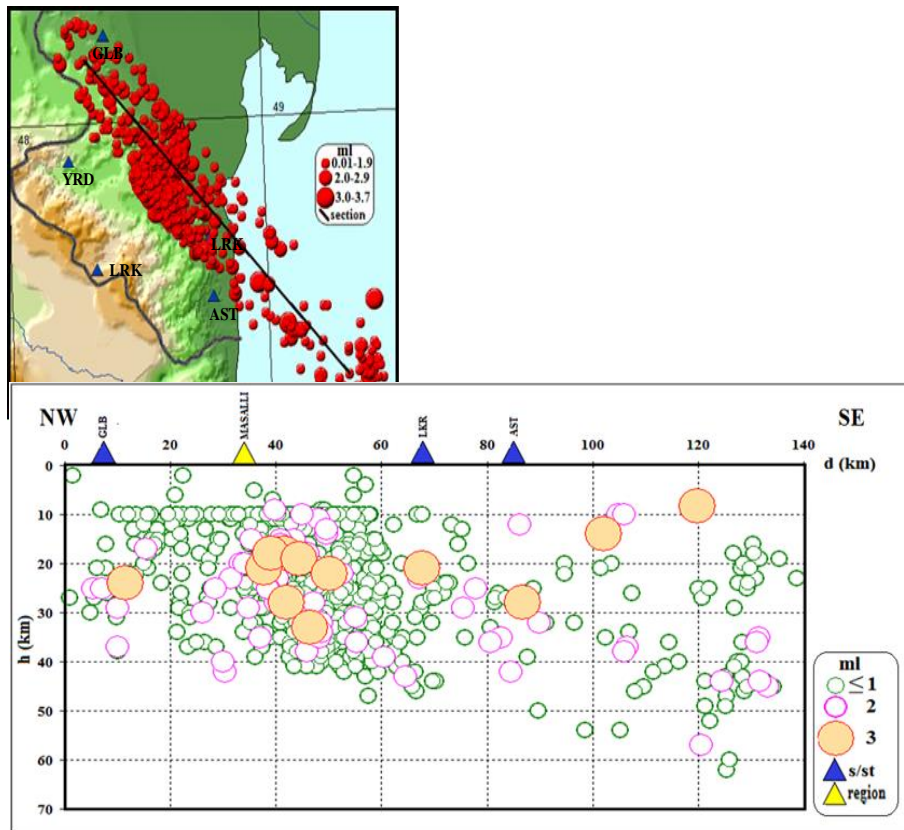 GLB
49
48
ml
0.01-1.9
2.0-2.9
3.0-3.7
section
YRD
LRK
LRK
AST
NW
SE
GLB
MASALLI
LKR
AST
0 20 40 60 80 100 120 140
d (km)
0
10
20
30
40
50
60
70
h (km)
ml
≤ 1
2
3
s/st
region